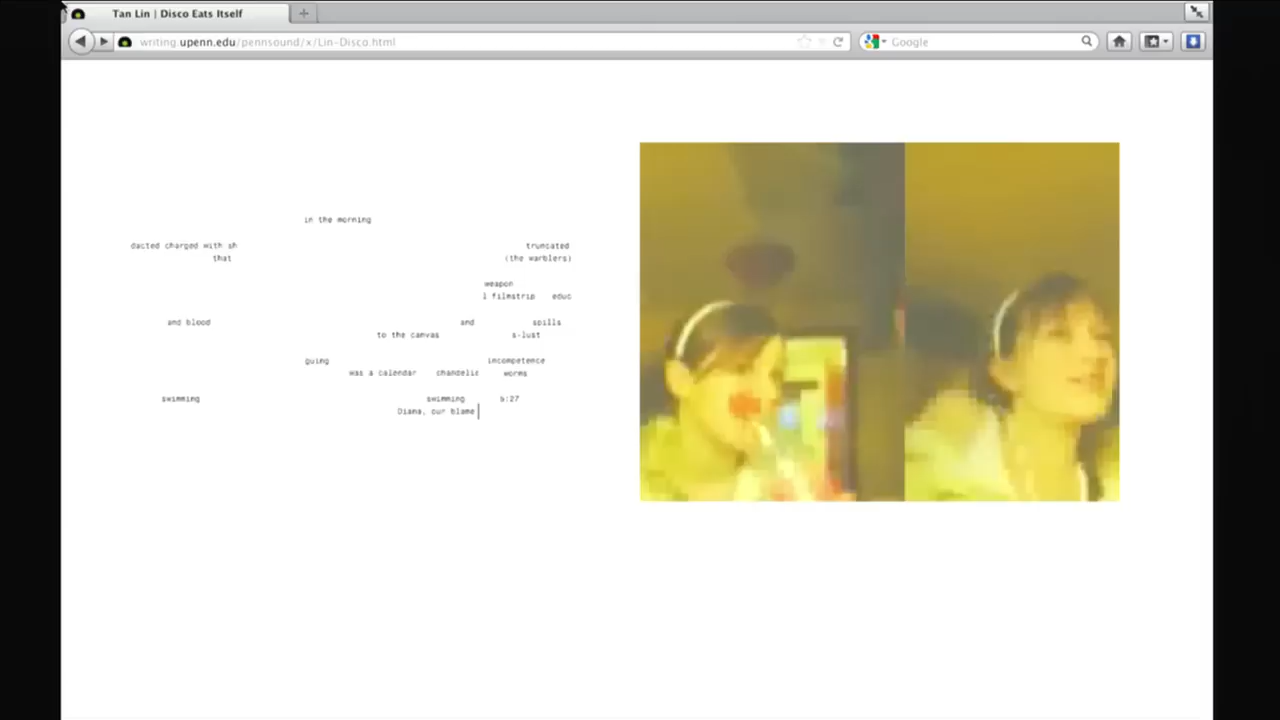 Tan Lin | Disco Eats Itself
writing.upenn.edu/pennsound/x/Lin-Disco.html
Google
in the morning
dacted charged with sh truncated
that (the warblers)
weapon
l filmstrip educ
and blood and spills
to the canvas s-lust
guing incompetence
was a calendar chandelie worms
swimming swimming 5:27
Diana, our blame